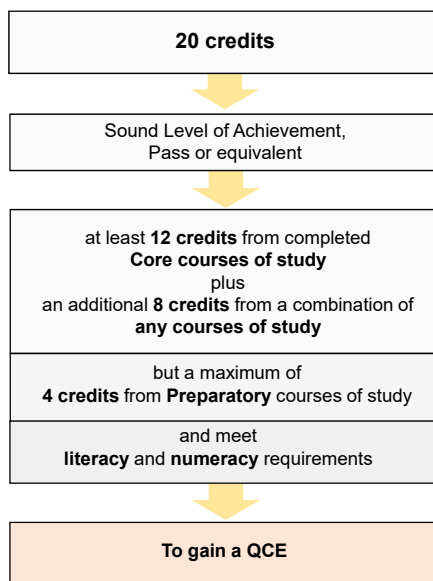 20 credits
Sound Level of Achievement,
Pass or equivalent
at least 12 credits from completed
Core courses of study
plus
an additional 8 credits from a combination of
any courses of study
but a maximum of
4 credits from Preparatory courses of study
and meet
literacy and numeracy requirements
To gain a QCE